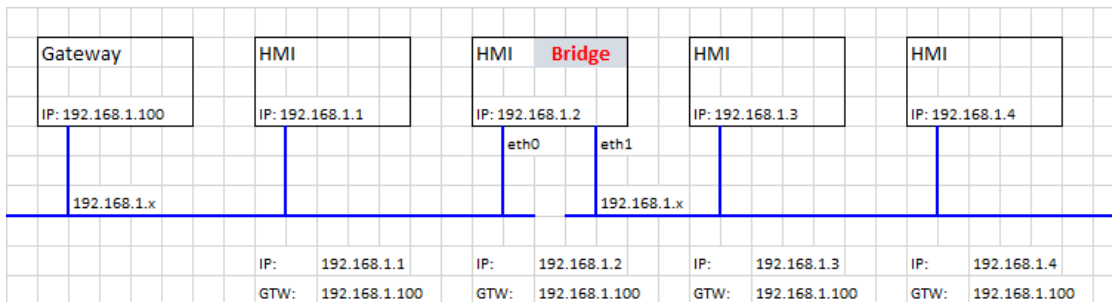 Gateway HMI HMI Bridge HMI HMI
IP: 192.168.1.100 IP: 192.168.1.1 IP: 192.168.1.2 IP: 192.168.1.3 IP: 192.168.1.4
eth0 eth1
192.168.1.x 192.168.1.x
IP: 192.168.1.1 IP: 192.168.1.2 IP: 192.168.1.3 IP: 192.168.1.4
GTW: 192.168.1.100 GTW: 192.168.1.100 GTW: 192.168.1.100 GTW: 192.168.1.100